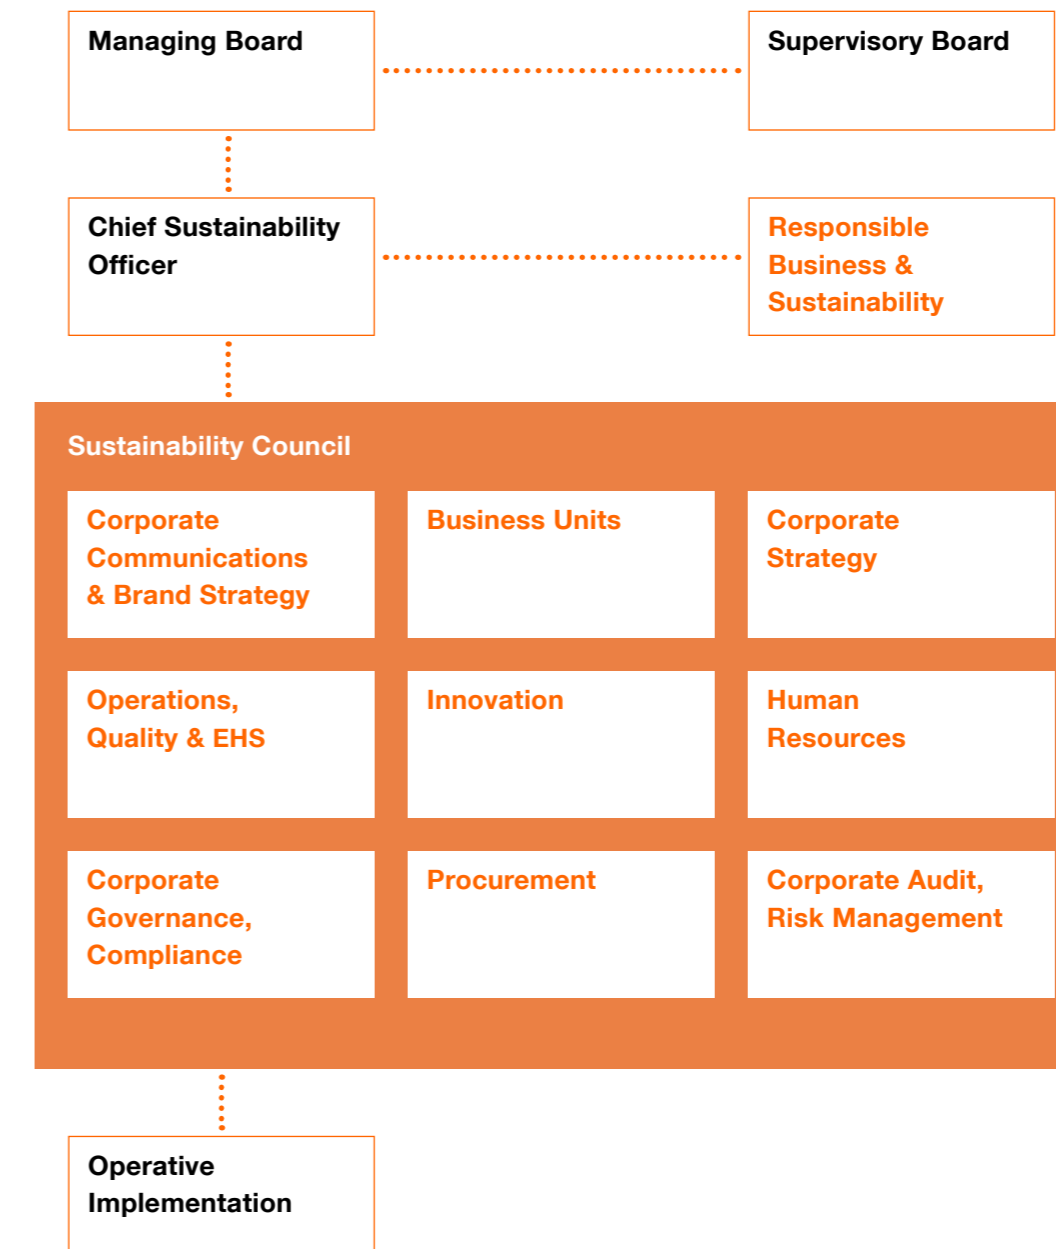 Managing Board
Supervisory Board
Chief Sustainability
Officer
Responsible
Business &
Sustainability
Sustainability Council
Corporate
Communications
& Brand Strategy
Business Units
Corporate
Strategy
Operations,
Quality & EHS
Innovation
Human
Resources
Corporate
Governance,
Compliance
Procurement
Corporate Audit,
Risk Management
Operative
Implementation